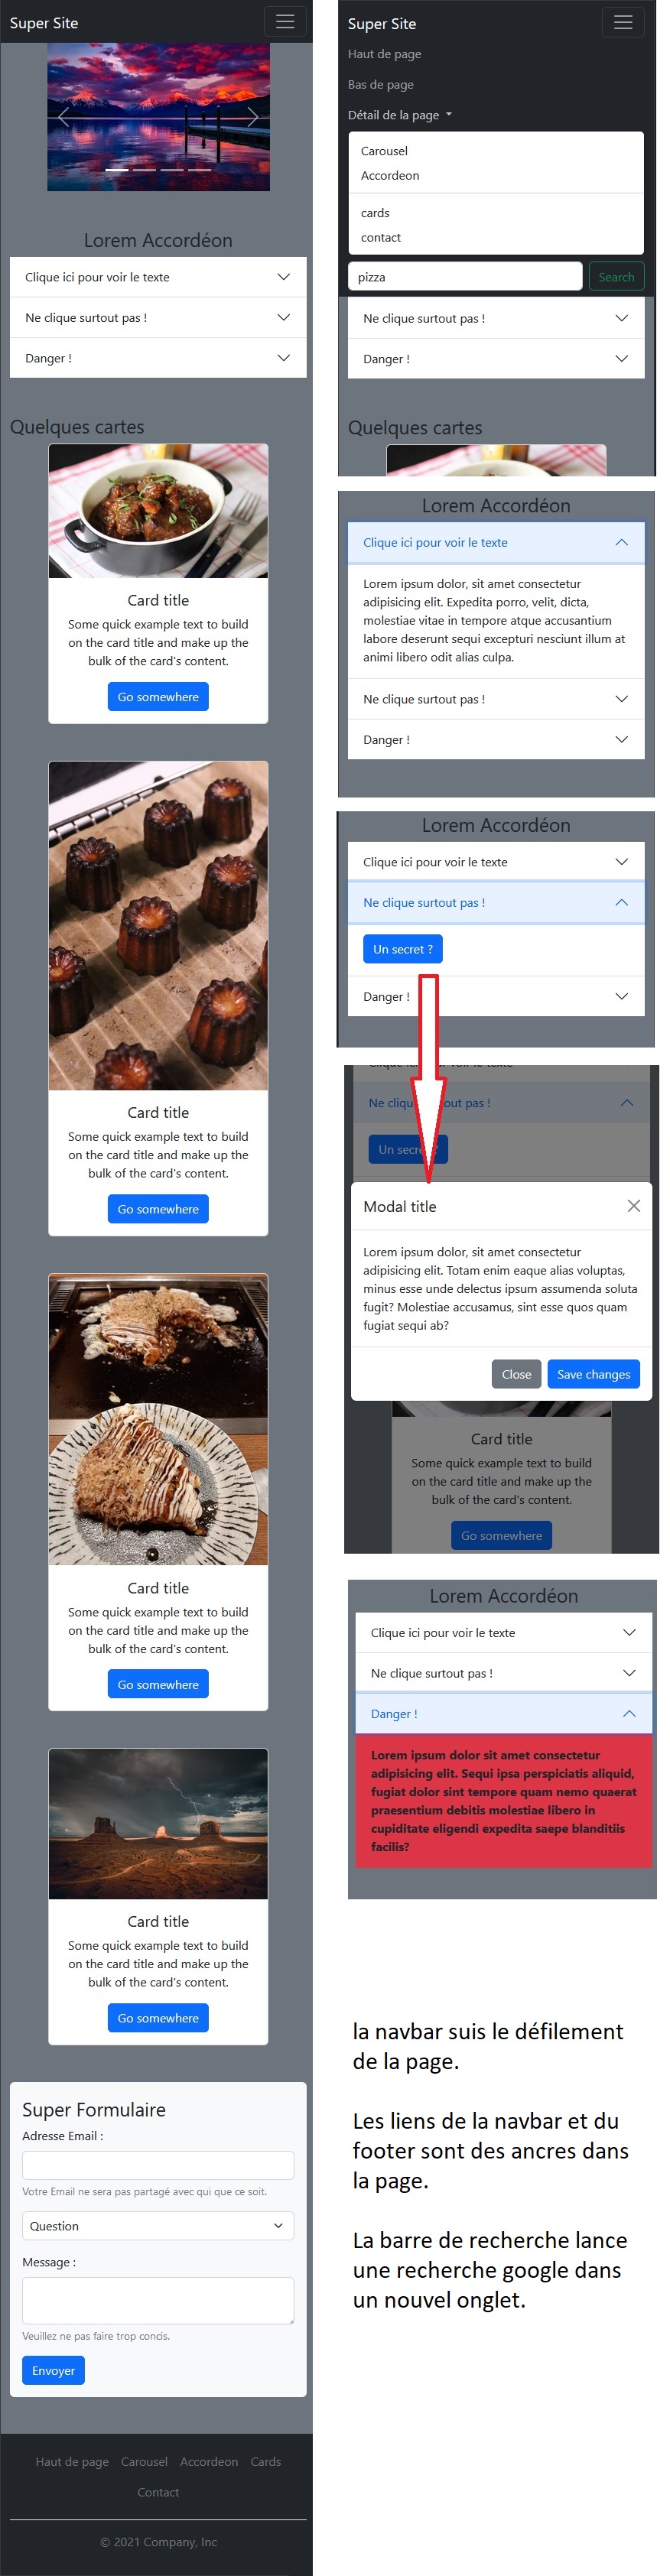 Super Site
Lorem Accordéon
Clique ici pour voir le texte
Ne clique surtout pas !
Danger !
Quelques cartes
Card title
Some quick example text to build
on the card title and make up the
bulk of the card's content.
Go somewhere
Card title
Some quick example text to build
on the card title and make up the
bulk of the card's content.
Go somewhere
Card title
Some quick example text to build
on the card title and make up the
bulk of the card's content.
Go somewhere
Card title
Some quick example text to build
on the card title and make up the
bulk of the card's content.
Go somewhere
Super Formulaire
Adresse Email :
Votre Email ne sera pas partagé avec qui que ce soit.
Question
Message :
Veuillez ne pas faire trop concis.
Envoyer
Haut de page Carousel Accordeon Cards
Contact
© 2021 Company, Inc
Super Site
Haut de page
Bas de page
Détail de la page
Carousel
Accordeon
cards
contact
pizza Search
Ne clique surtout pas !
Danger !
Quelques cartes
Lorem Accordéon
Clique ici pour voir le texte
Lorem ipsum dolor, sit amet consectetur
adipisicing elit. Expedita porro, velit, dicta,
molestiae vitae in tempore atque accusantium
labore deserunt sequi excepturi nesciunt illum at
animi libero odit alias culpa.
Ne clique surtout pas !
Danger !
Lorem Accordéon
Clique ici pour voir le texte
Ne clique surtout pas !
Un secret ?
Danger !
Ne cliqu out pas !
Un secr
Modal title
Lorem ipsum dolor, sit amet consectetur
adipisicing elit. Totam enim eaque alias voluptas,
minus esse unde delectus ipsum assumenda soluta
fugit? Molestiae accusamus, sint esse quos quam
fugiat sequi ab?
Close Save changes
Card title
Some quick example text to build
on the card title and make up the
bulk of the card's content.
Go somewhere
Lorem Accordéon
Clique ici pour voir le texte
Ne clique surtout pas !
Danger !
Lorem ipsum dolor sit amet consectetur
adipisicing elit. Sequi ipsa perspiciatis aliquid,
fugiat dolor sint tempore quam nemo quaerat
praesentium debitis molestiae libero in
cupiditate eligendi expedita saepe blanditiis
facilis?
la navbar suis le défilement
de la page.
Les liens de la navbar et du
footer sont des ancres dans
la page.
La barre de recherche lance
une recherche google dans
un nouvel onglet.